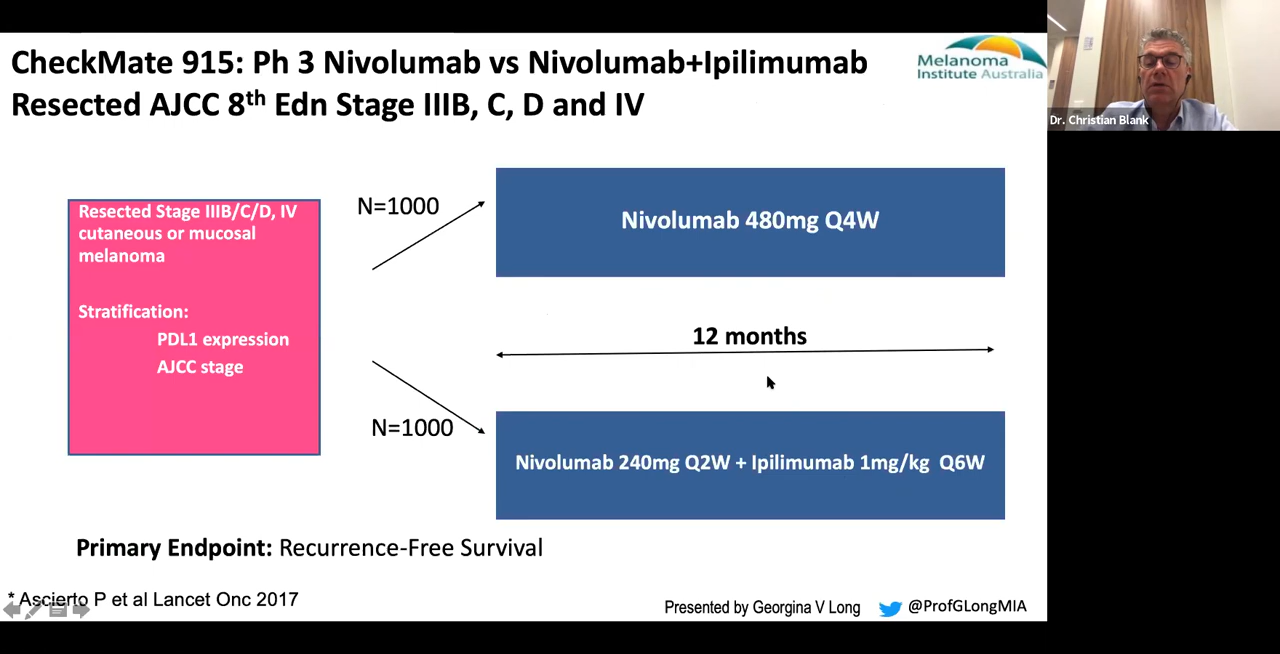 CheckMate 915: Ph 3 Nivolumab vs Nivolumab+Ipilimumab
Resected AJCC 8th Edn Stage IIIB, C, D and IV
Melanoma
Institute Australia
Dr. Christian Blank
Resected Stage IIIB/C/D, IV
cutaneous or mucosal
melanoma
Stratification:
PDL1 expression
AJCC stage
N=1000
Nivolumab 480mg Q4W
12 months
N=1000
Nivolumab 240mg Q2W + Ipilimumab 1mg/kg Q6W
Primary Endpoint: Recurrence-Free Survival
* Ascierto P et al Lancet Onc 2017
Presented by Georgina V Long
@ProfGLongMIA